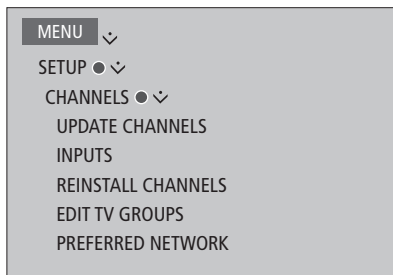 MENU
SETUP
CHANNELS
UPDATE CHANNELS
INPUTS
REINSTALL CHANNELS
EDIT TV GROUPS
PREFERRED NETWORK